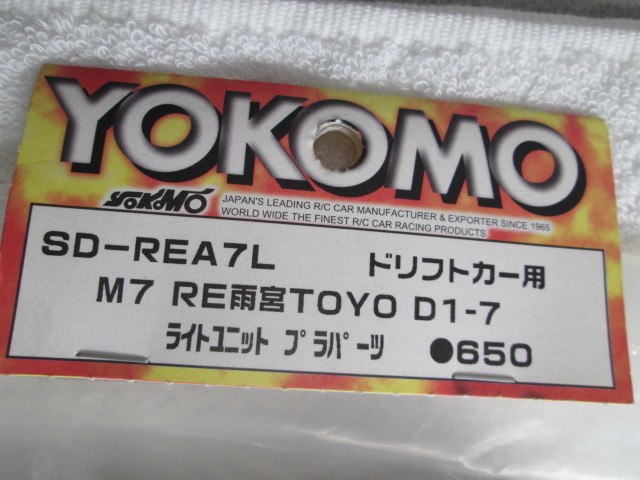 YOKOMO
YOKOMO JAPAN'S LEADING R/C CAR MANUFACTURER & EXPORTER SINCE 1965
WORLD WIDE THE FINEST R/C CAR RACING PRODUCTS
SD-REA7L ドリフトカー用
M7 RE雨宮TOYO D1-7
ライトユニット プラパーツ ●650